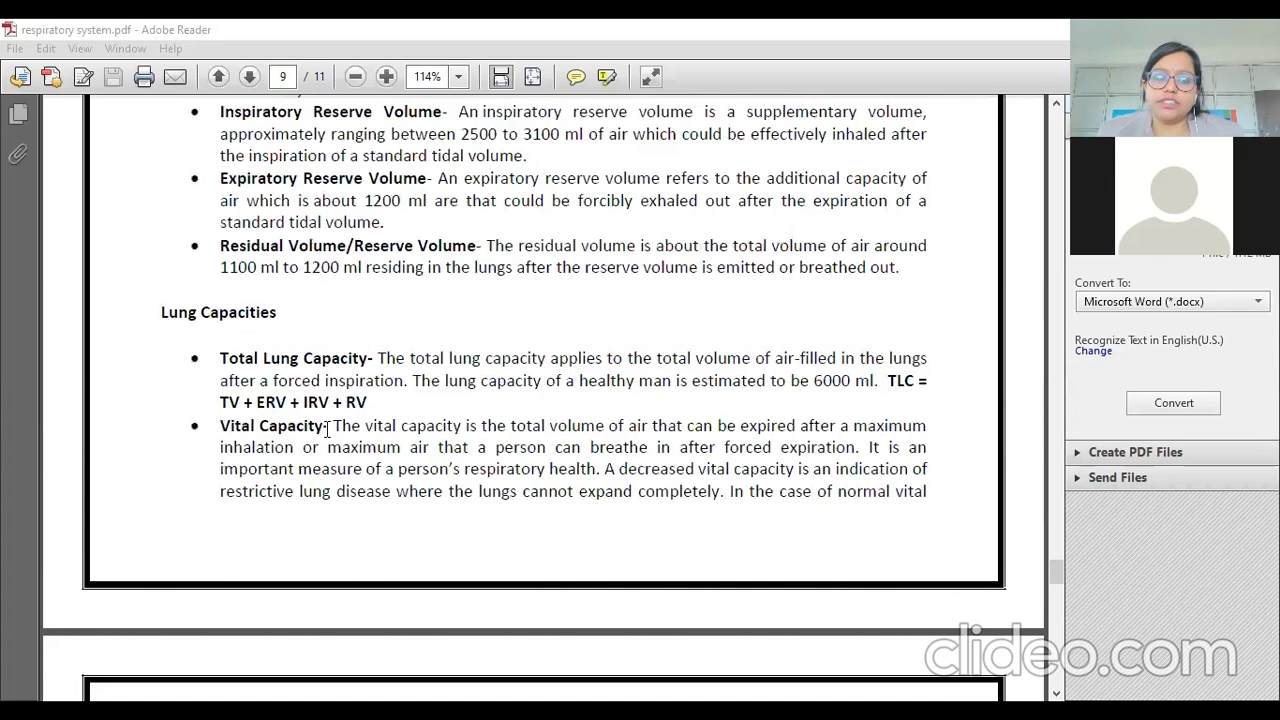 respiratory system.pdf - Adobe Reader
File Edit View Window Help
9 / 11 114%
Inspiratory Reserve Volume- An inspiratory reserve volume is a supplementary volume,
approximately ranging between 2500 to 3100 ml of air which could be effectively inhaled after
the inspiration of a standard tidal volume.
Expiratory Reserve Volume- An expiratory reserve volume refers to the additional capacity of
air which is about 1200 ml are that could be forcibly exhaled out after the expiration of a
standard tidal volume.
Residual Volume/Reserve Volume- The residual volume is about the total volume of air around
1100 ml to 1200 ml residing in the lungs after the reserve volume is emitted or breathed out.
Lung Capacities
Total Lung Capacity- The total lung capacity applies to the total volume of air-filled in the lungs
after a forced inspiration. The lung capacity of a healthy man is estimated to be 6000 ml. TLC =
TV + ERV + IRV + RV
Vital Capacity- The vital capacity is the total volume of air that can be expired after a maximum
inhalation or maximum air that a person can breathe in after forced expiration. It is an
important measure of a person's respiratory health. A decreased vital capacity is an indication of
restrictive lung disease where the lungs cannot expand completely. In the case of normal vital
Convert To:
Microsoft Word (*.docx)
Recognize Text in English(U.S.)
Change
Convert
Create PDF Files
Send Files
clideo.com